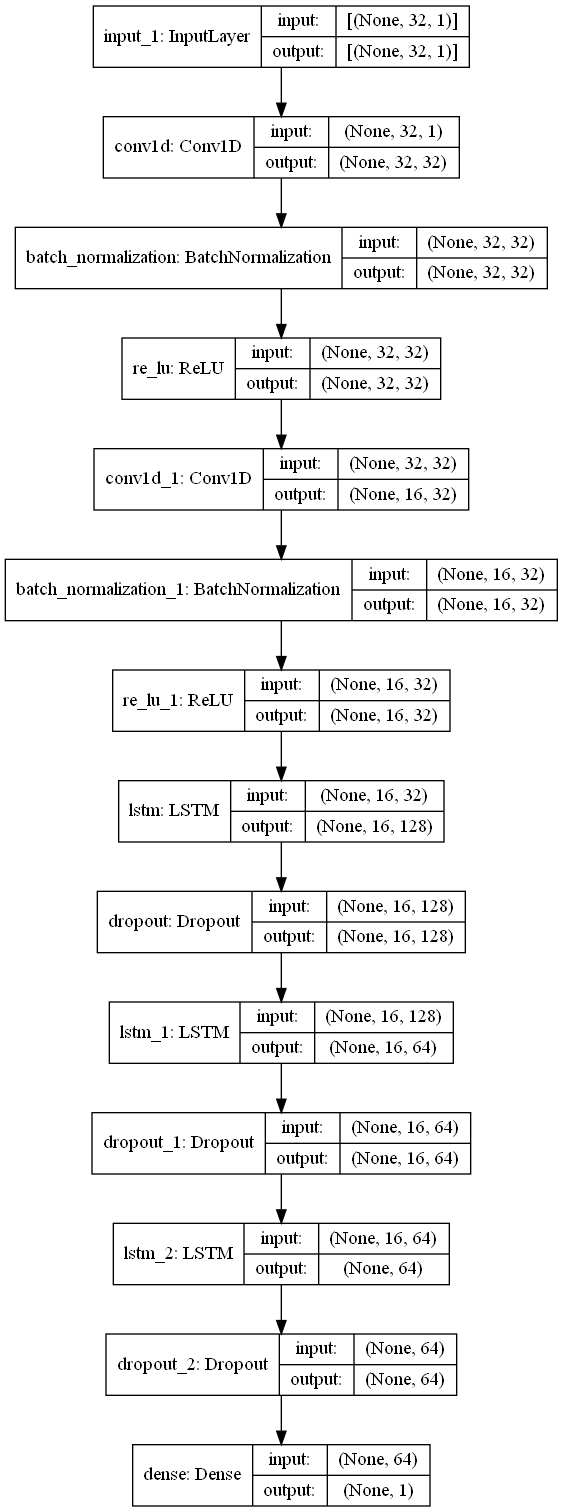 input_1: InputLayer
input: [(None, 32, 1)]
output: [(None, 32, 1)]
conv1d: Conv1D
input: (None, 32, 1)
output: (None, 32, 32)
batch_normalization: BatchNormalization
input: (None, 32, 32)
output: (None, 32, 32)
re_lu: ReLU
input: (None, 32, 32)
output: (None, 32, 32)
conv1d_1: Conv1D
input: (None, 32, 32)
output: (None, 16, 32)
batch_normalization_1: BatchNormalization
input: (None, 16, 32)
output: (None, 16, 32)
re_lu_1: ReLU
input: (None, 16, 32)
output: (None, 16, 32)
lstm: LSTM
input: (None, 16, 32)
output: (None, 16, 128)
dropout: Dropout
input: (None, 16, 128)
output: (None, 16, 128)
lstm_1: LSTM
input: (None, 16, 128)
output: (None, 16, 64)
dropout_1: Dropout
input: (None, 16, 64)
output: (None, 16, 64)
lstm_2: LSTM
input: (None, 16, 64)
output: (None, 64)
dropout_2: Dropout
input: (None, 64)
output: (None, 64)
dense: Dense
input: (None, 64)
output: (None, 1)